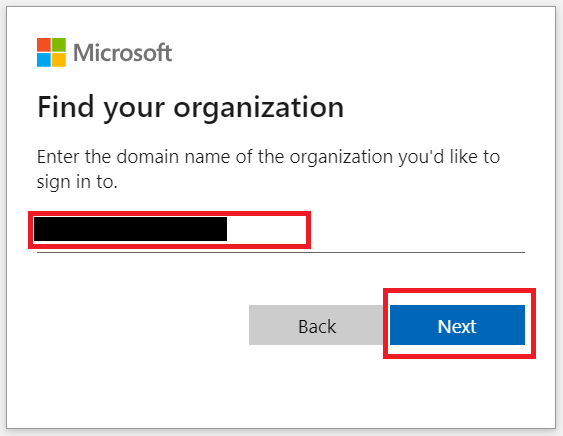 Microsoft
Find your organization
Enter the domain name of the organization you'd like to
sign in to.
Back
Next